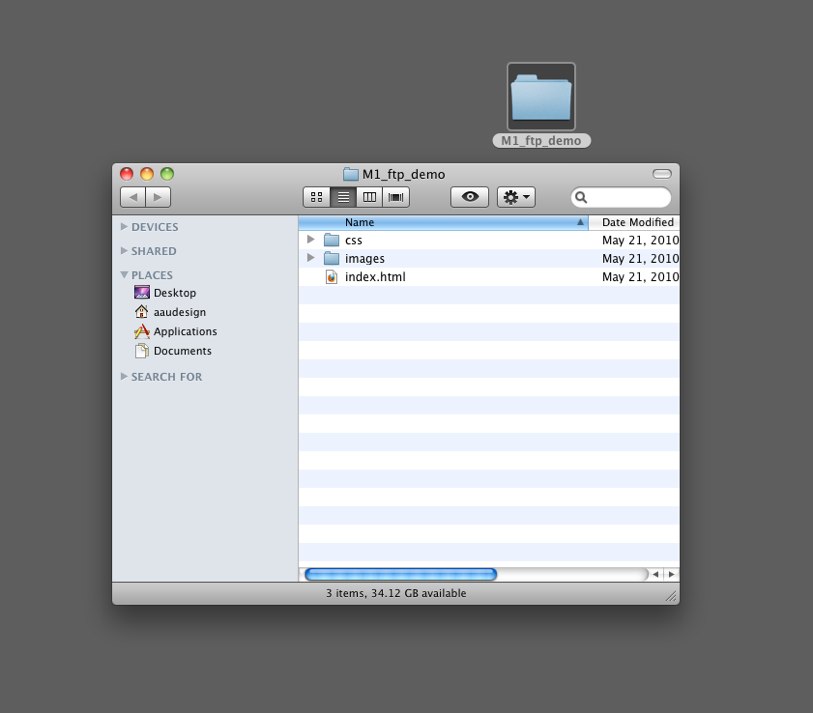 M1_ftp_demo
M1_ftp_demo
Name Date Modified
DEVICES
SHARED
PLACES
Desktop
aaudesign
Applications
Documents
SEARCH FOR
css May 21, 2010
images May 21, 2010
index.html May 21, 2010
3 items, 34.12 GB available